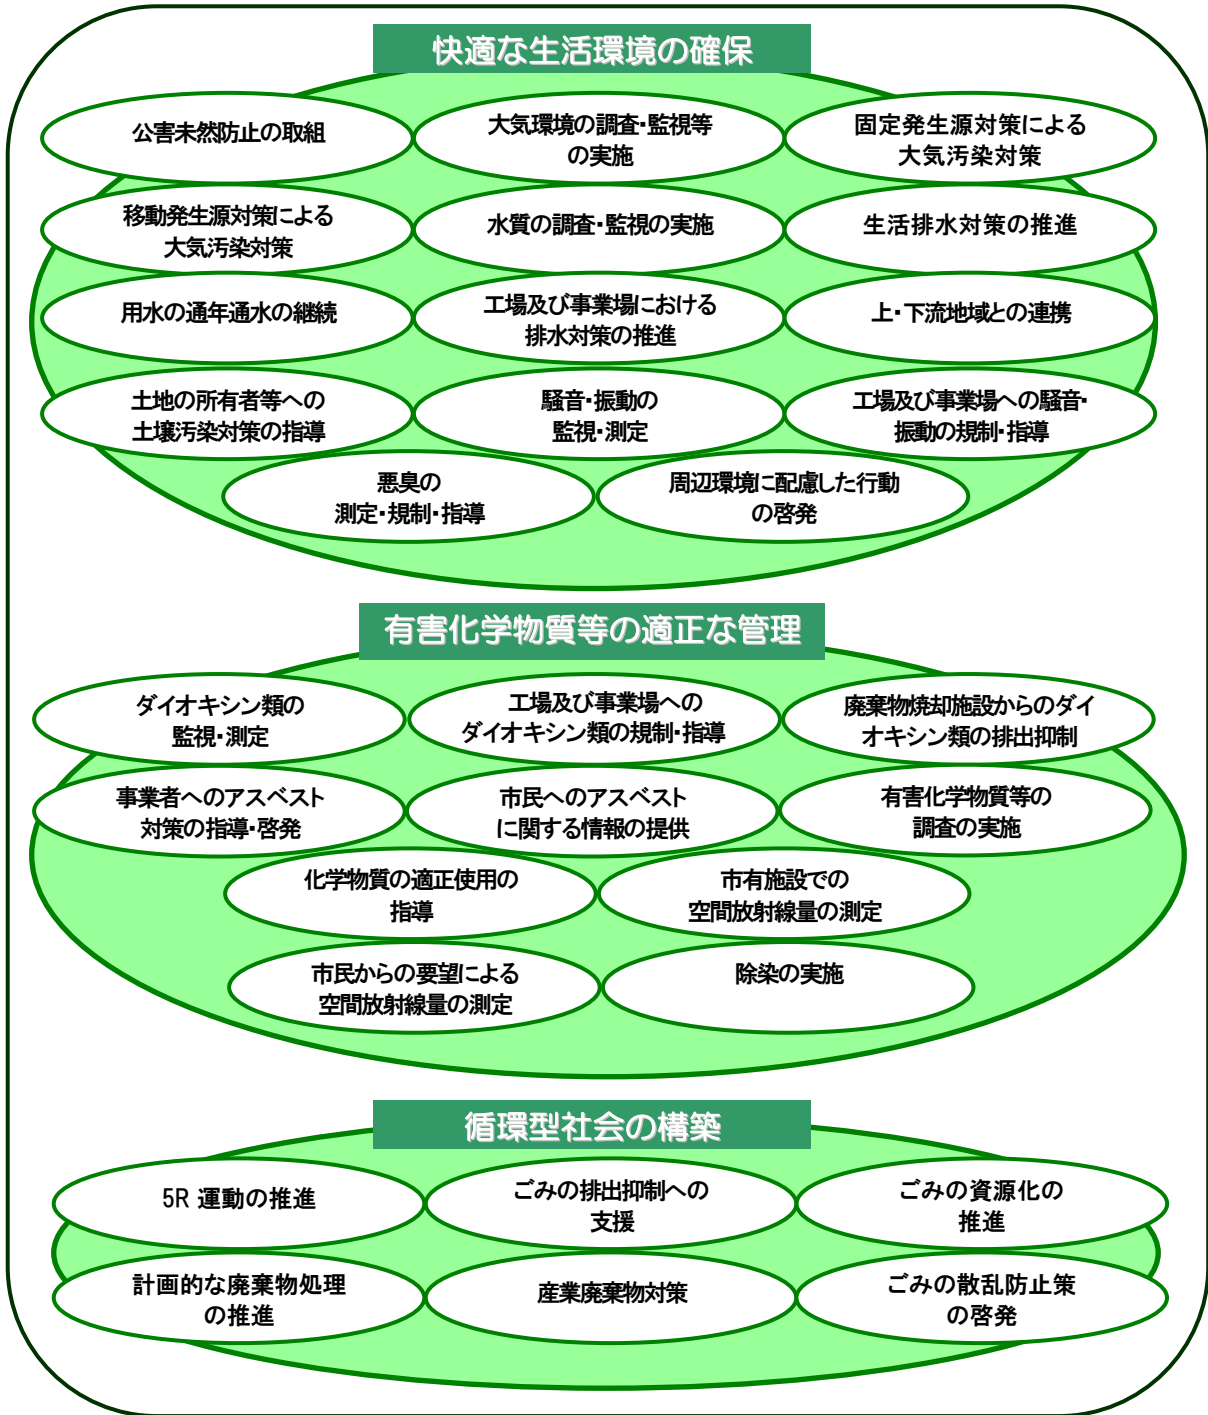 快適な生活環境の確保
公害未然防止の取組
大気環境の調査・監視等
の実施
固定発生源対策による
大気汚染対策
移動発生源対策による
大気汚染対策
水質の調査・監視の実施
生活排水対策の推進
用水の通年通水の継続
工場及び事業場における
排水対策の推進
上・下流地域との連携
土地の所有者等への
土壌汚染対策の指導
騒音・振動の
監視・測定
工場及び事業場への騒音・
振動の規制・指導
悪臭の
測定・規制・指導
周辺環境に配慮した行動
の啓発
有害化学物質等の適正な管理
ダイオキシン類の
監視・測定
工場及び事業場への
ダイオキシン類の規制・指導
廃棄物焼却施設からのダイ
オキシン類の排出抑制
事業者へのアスベスト
対策の指導・啓発
市民へのアスベスト
に関する情報の提供
有害化学物質等の
調査の実施
化学物質の適正使用の
指導
市有施設での
空間放射線量の測定
市民からの要望による
空間放射線量の測定
除染の実施
循環型社会の構築
5R 運動の推進
ごみの排出抑制への
支援
ごみの資源化の
推進
計画的な廃棄物処理
の推進
産業廃棄物対策
ごみの散乱防止策
の啓発